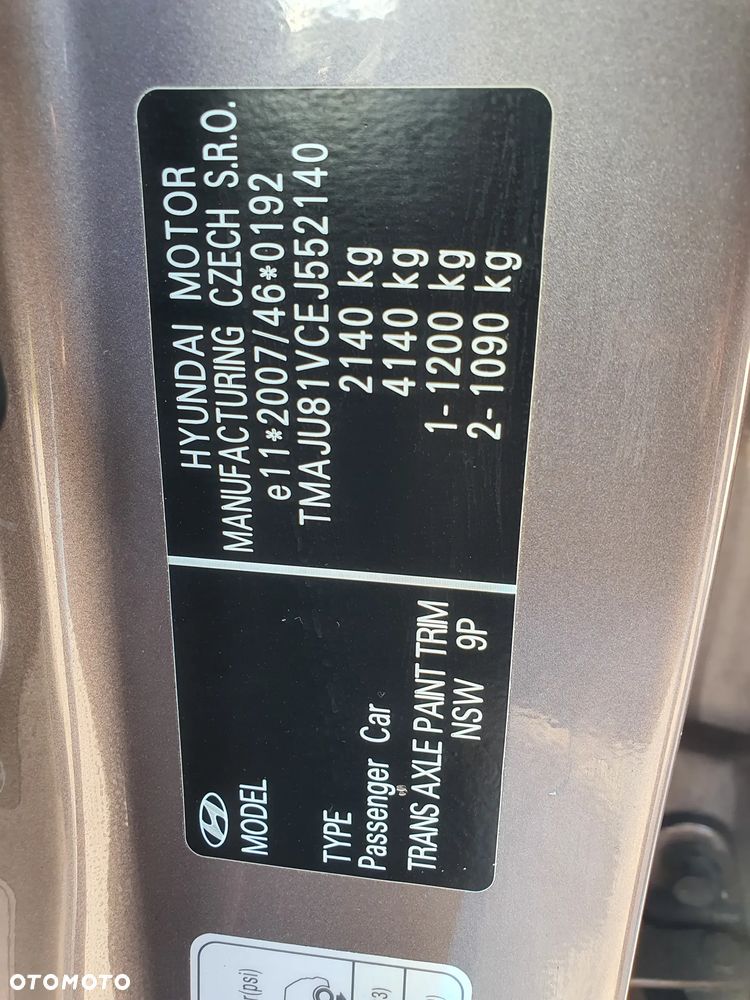 HYUNDAI MOTOR
MANUFACTURING CZECH S.R.O.
e11*2007/46*0192
TMAJU81VCEJ552140
2140 kg
4140 kg
1-1200 kg
2-1090 kg
MODEL
TYPE
Passenger Car
TRANS AXLE PAINT TRIM
NSW 9P
(psi)
OTOMOTO